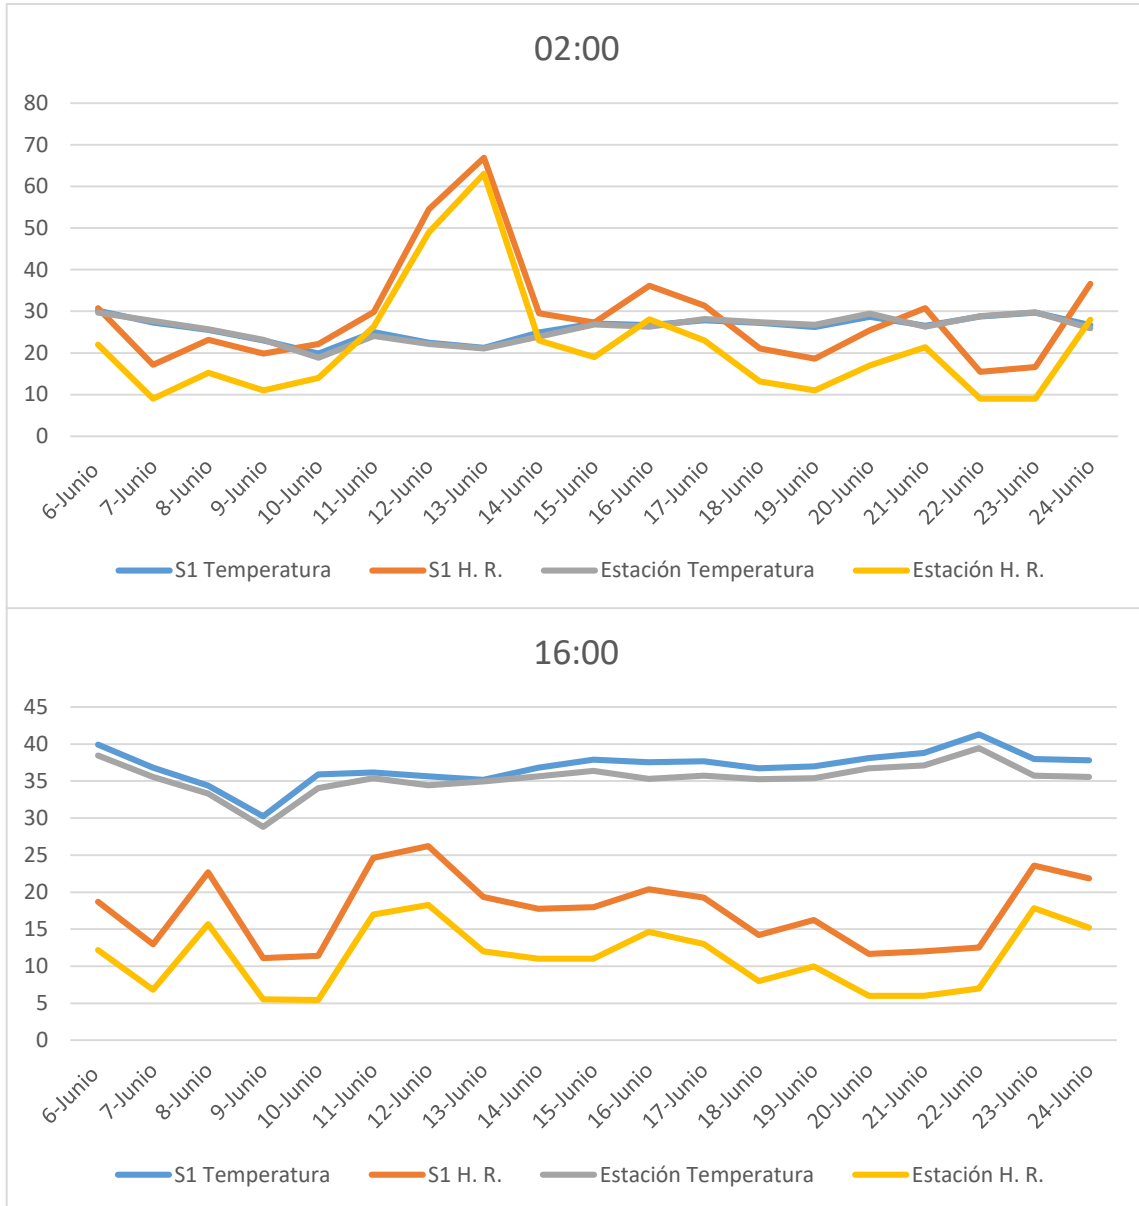 02:00
80
70
60
50
40
30
20
10
0
6-Junio
7-Junio
8-Junio
9-Junio
10-Junio
11-Junio
12-Junio
13-Junio
14-Junio
15-Junio
16-Junio
17-Junio
18-Junio
19-Junio
20-Junio
21-Junio
22-Junio
23-Junio
24-Junio
S1 Temperatura S1 H. R. Estación Temperatura Estación H. R.
16:00
45
40
35
30
25
20
15
10
5
0
6-Junio
7-Junio
8-Junio
9-Junio
10-Junio
11-Junio
12-Junio
13-Junio
14-Junio
15-Junio
16-Junio
17-Junio
18-Junio
19-Junio
20-Junio
21-Junio
22-Junio
23-Junio
24-Junio
S1 Temperatura S1 H. R. Estación Temperatura Estación H. R.